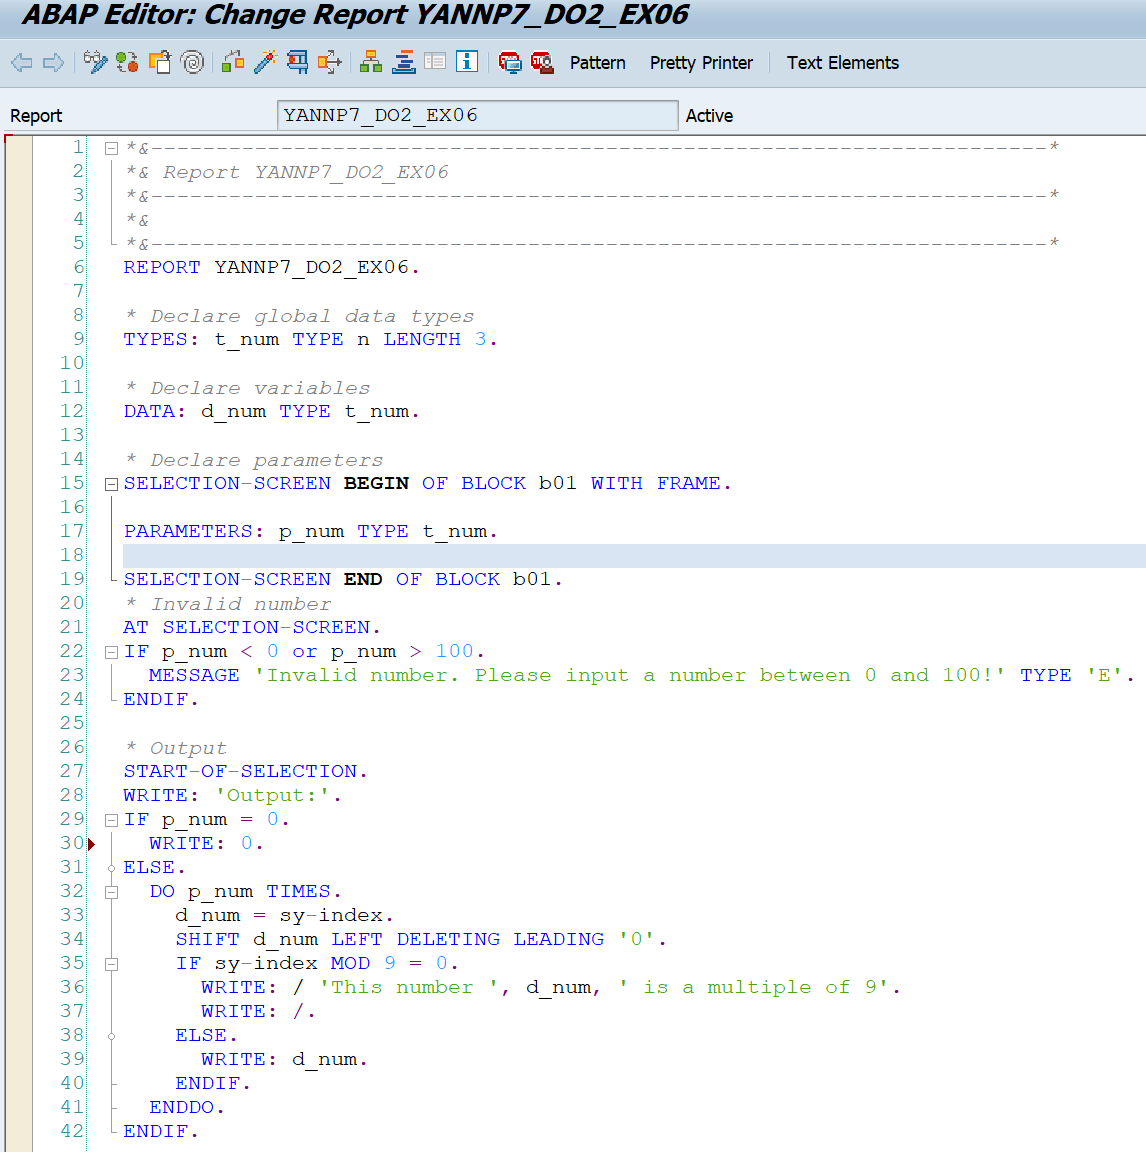 ABAP Editor: Change Report YANNP7_DO2_EX06
Pattern Pretty Printer Text Elements
Report YANNP7_DO2_EX06 Active
1 *&---------------------------------------------------------------------*
2 *& Report YANNP7_DO2_EX06
3 *&---------------------------------------------------------------------*
4 *&
5 *&---------------------------------------------------------------------*
6 REPORT YANNP7_DO2_EX06.
7
8 * Declare global data types
9 TYPES: t_num TYPE n LENGTH 3.
10
11 * Declare variables
12 DATA: d_num TYPE t_num.
13
14 * Declare parameters
15 SELECTION-SCREEN BEGIN OF BLOCK b01 WITH FRAME.
16
17 PARAMETERS: p_num TYPE t_num.
18
19 SELECTION-SCREEN END OF BLOCK b01.
20 * Invalid number
21 AT SELECTION-SCREEN.
22 IF p_num < 0 or p_num > 100.
23   MESSAGE 'Invalid number. Please input a number between 0 and 100!' TYPE 'E'.
24 ENDIF.
25
26 * Output
27 START-OF-SELECTION.
28 WRITE: 'Output:'.
29 IF p_num = 0.
30   WRITE: 0.
31 ELSE.
32   DO p_num TIMES.
33     d_num = sy-index.
34     SHIFT d_num LEFT DELETING LEADING '0'.
35     IF sy-index MOD 9 = 0.
36       WRITE: / 'This number ', d_num, ' is a multiple of 9'.
37       WRITE: /.
38     ELSE.
39       WRITE: d_num.
40     ENDIF.
41   ENDDO.
42 ENDIF.